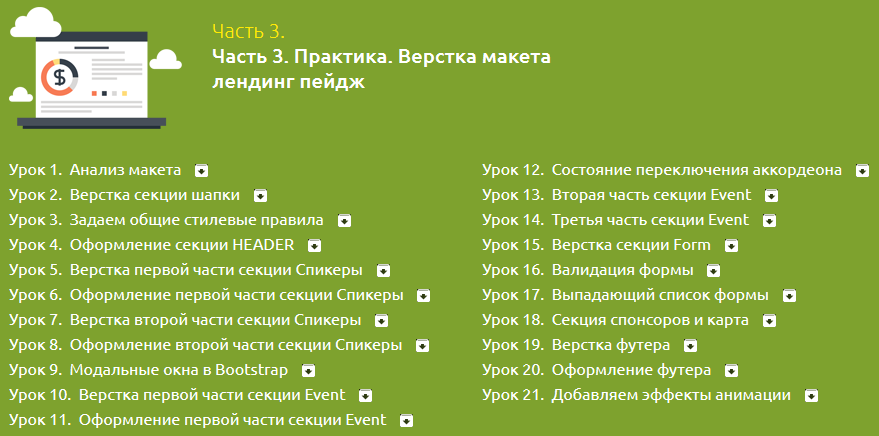 Часть 3.
Часть 3. Практика. Верстка макета
лендинг пейдж
Урок 1. Анализ макета
Урок 2. Верстка секции шапки
Урок 3. Задаем общие стилевые правила
Урок 4. Оформление секции HEADER
Урок 5. Верстка первой части секции Спикеры
Урок 6. Оформление первой части секции Спикеры
Урок 7. Верстка второй части секции Спикеры
Урок 8. Оформление второй части секции Спикеры
Урок 9. Модальные окна в Bootstrap
Урок 10. Верстка первой части секции Event
Урок 11. Оформление первой части секции Event
Урок 12. Состояние переключения аккордеона
Урок 13. Вторая часть секции Event
Урок 14. Третья часть секции Event
Урок 15. Верстка секции Form
Урок 16. Валидация формы
Урок 17. Выпадающий список формы
Урок 18. Секция спонсоров и карта
Урок 19. Верстка футера
Урок 20. Оформление футера
Урок 21. Добавляем эффекты анимации